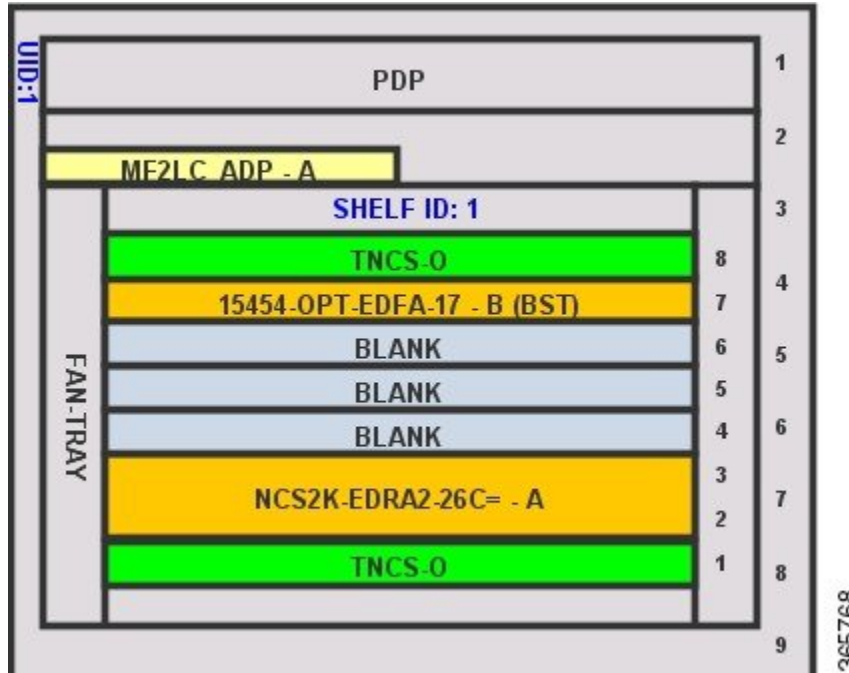 UID:1
PDP
1
2
MF2LC ADP - A
SHELF ID: 1
3
TNCS-O
8
4
15454-OPT-EDFA-17 - B (BST)
7
BLANK
6
5
BLANK
5
BLANK
4
6
FAN-TRAY
NCS2K-EDRA2-26C= - A
3
2
7
TNCS-O
1
8
9
365768